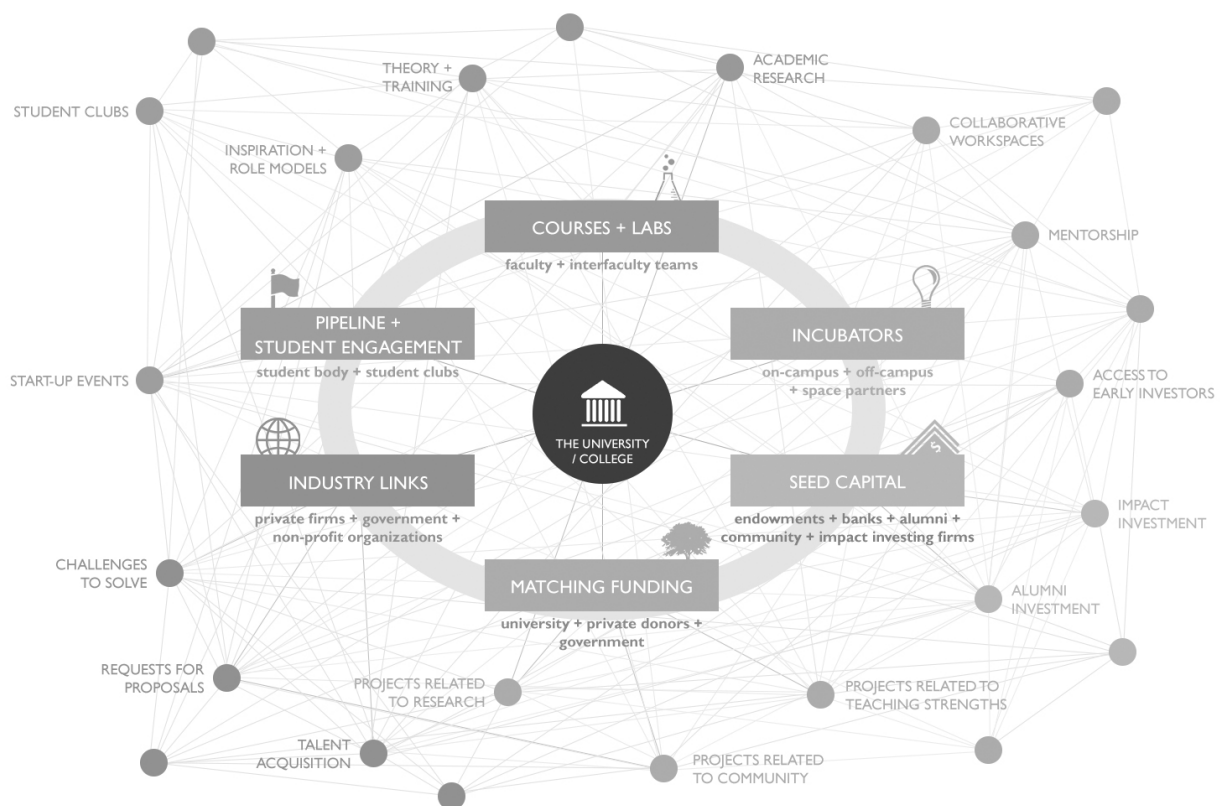 THEORY +
TRAINING
ACADEMIC
RESEARCH
STUDENT CLUBS
COLLABORATIVE
WORKSPACES
INSPIRATION +
ROLE MODELS
COURSES + LABS
faculty + interfaculty teams
MENTORSHIP
PIPELINE +
STUDENT ENGAGEMENT
student body + student clubs
INCUBATORS
on-campus + off-campus
+ space partners
START-UP EVENTS
ACCESS TO
EARLY INVESTORS
THE UNIVERSITY
/ COLLEGE
$
INDUSTRY LINKS
private firms + government +
non-profit organizations
SEED CAPITAL
endowments + banks + alumni +
community + impact investing firms
IMPACT
INVESTMENT
CHALLENGES
TO SOLVE
MATCHING FUNDING
university + private donors +
government
ALUMNI
INVESTMENT
REQUESTS FOR
PROPOSALS
PROJECTS RELATED
TO RESEARCH
PROJECTS RELATED TO
TEACHING STRENGTHS
TALENT
ACQUISITION
PROJECTS RELATED
TO COMMUNITY